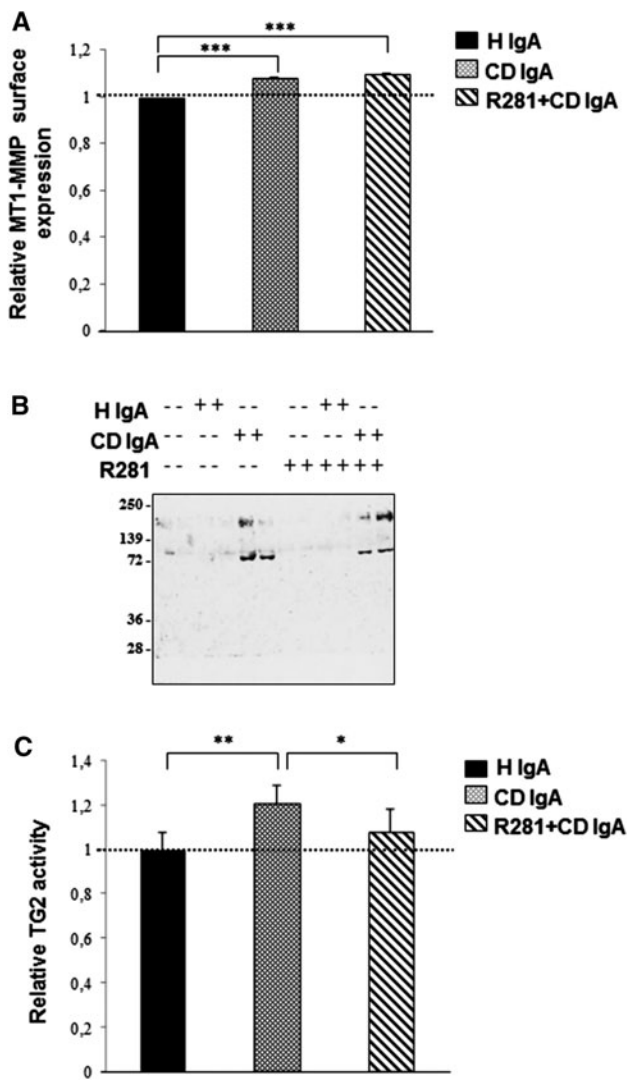 A
***
***
1,2
1
0,8
0,6
0,4
0,2
0
Relative MT1-MMP surface
expression
H IgA
CD IgA
R281+CD IgA
B
H IgA -- ++ -- -- ++ --
CD IgA -- -- ++ -- -- ++
R281 -- -- -- ++ ++ ++
250 -
139 -
72 -
36 -
28 -
C
** *
1,4
1,2
1
0,8
0,6
0,4
0,2
0
Relative TG2 activity
H IgA
CD IgA
R281+CD IgA